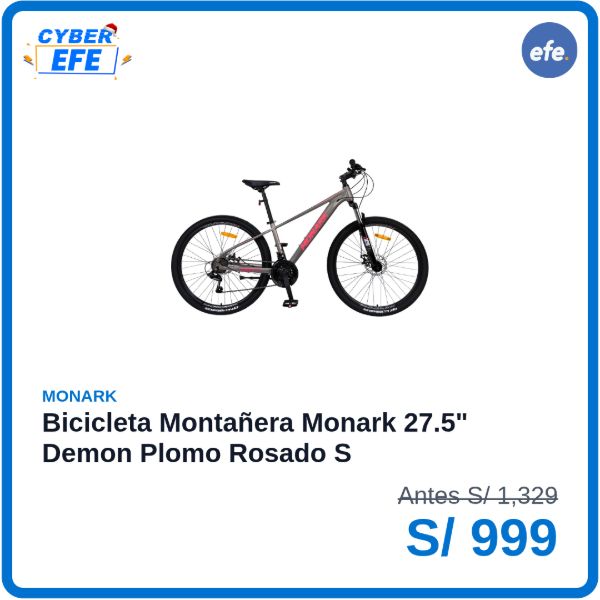 CYBER
EFE
efe.
MONARK
Bicicleta Montañera Monark 27.5"
Demon Plomo Rosado S
Antes S/ 1,329
S/ 999